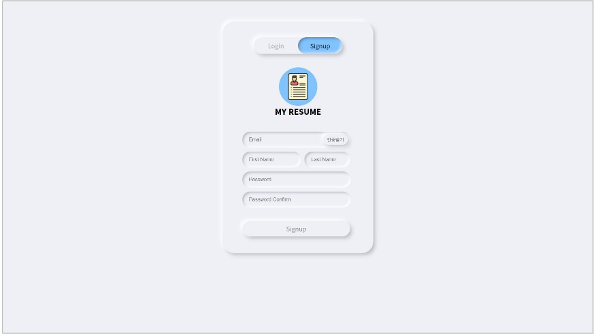 Login
Signup
MY RESUME
Email
First Name
Last Name
Password
Password Confirm
Signup